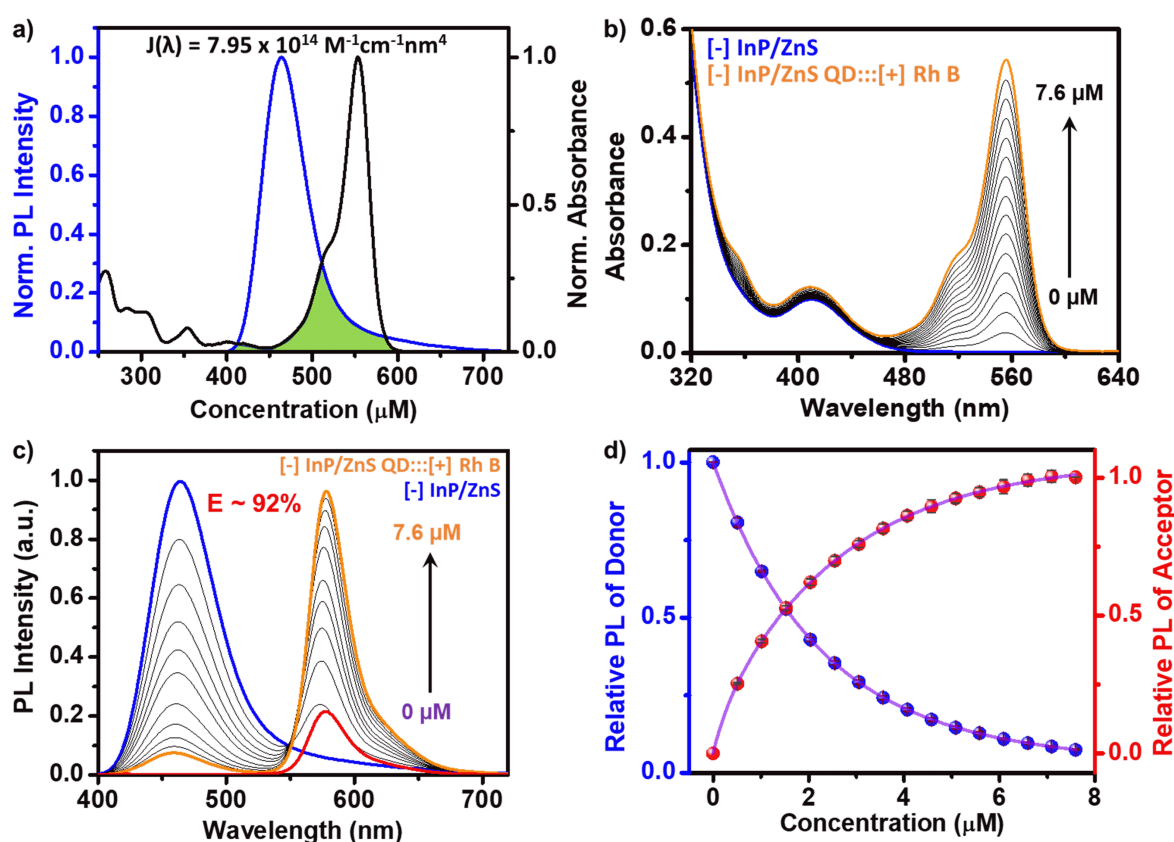 a)
J(λ) = 7.95 x 10¹⁴ M⁻¹cm⁻¹nm⁴
Norm. PL Intensity
1.0
0.8
0.6
0.4
0.2
0.0
Norm. Absorbance
1.0
0.5
0.0
300 400 500 600 700
Concentration (μM)
b)
[-] InP/ZnS
[-] InP/ZnS QD:::[+] Rh B
7.6 μM
0 μM
Absorbance
0.6
0.4
0.2
0.0
320 400 480 560 640
Wavelength (nm)
c)
[-] InP/ZnS QD:::[+] Rh B
[-] InP/ZnS
E ~ 92%
7.6 μM
0 μM
PL Intensity (a.u.)
1.0
0.8
0.6
0.4
0.2
0.0
400 500 600 700
Wavelength (nm)
d)
Relative PL of Donor
1.0
0.5
0.0
Relative PL of Acceptor
1.0
0.5
0.0
0 2 4 6 8
Concentration (μM)